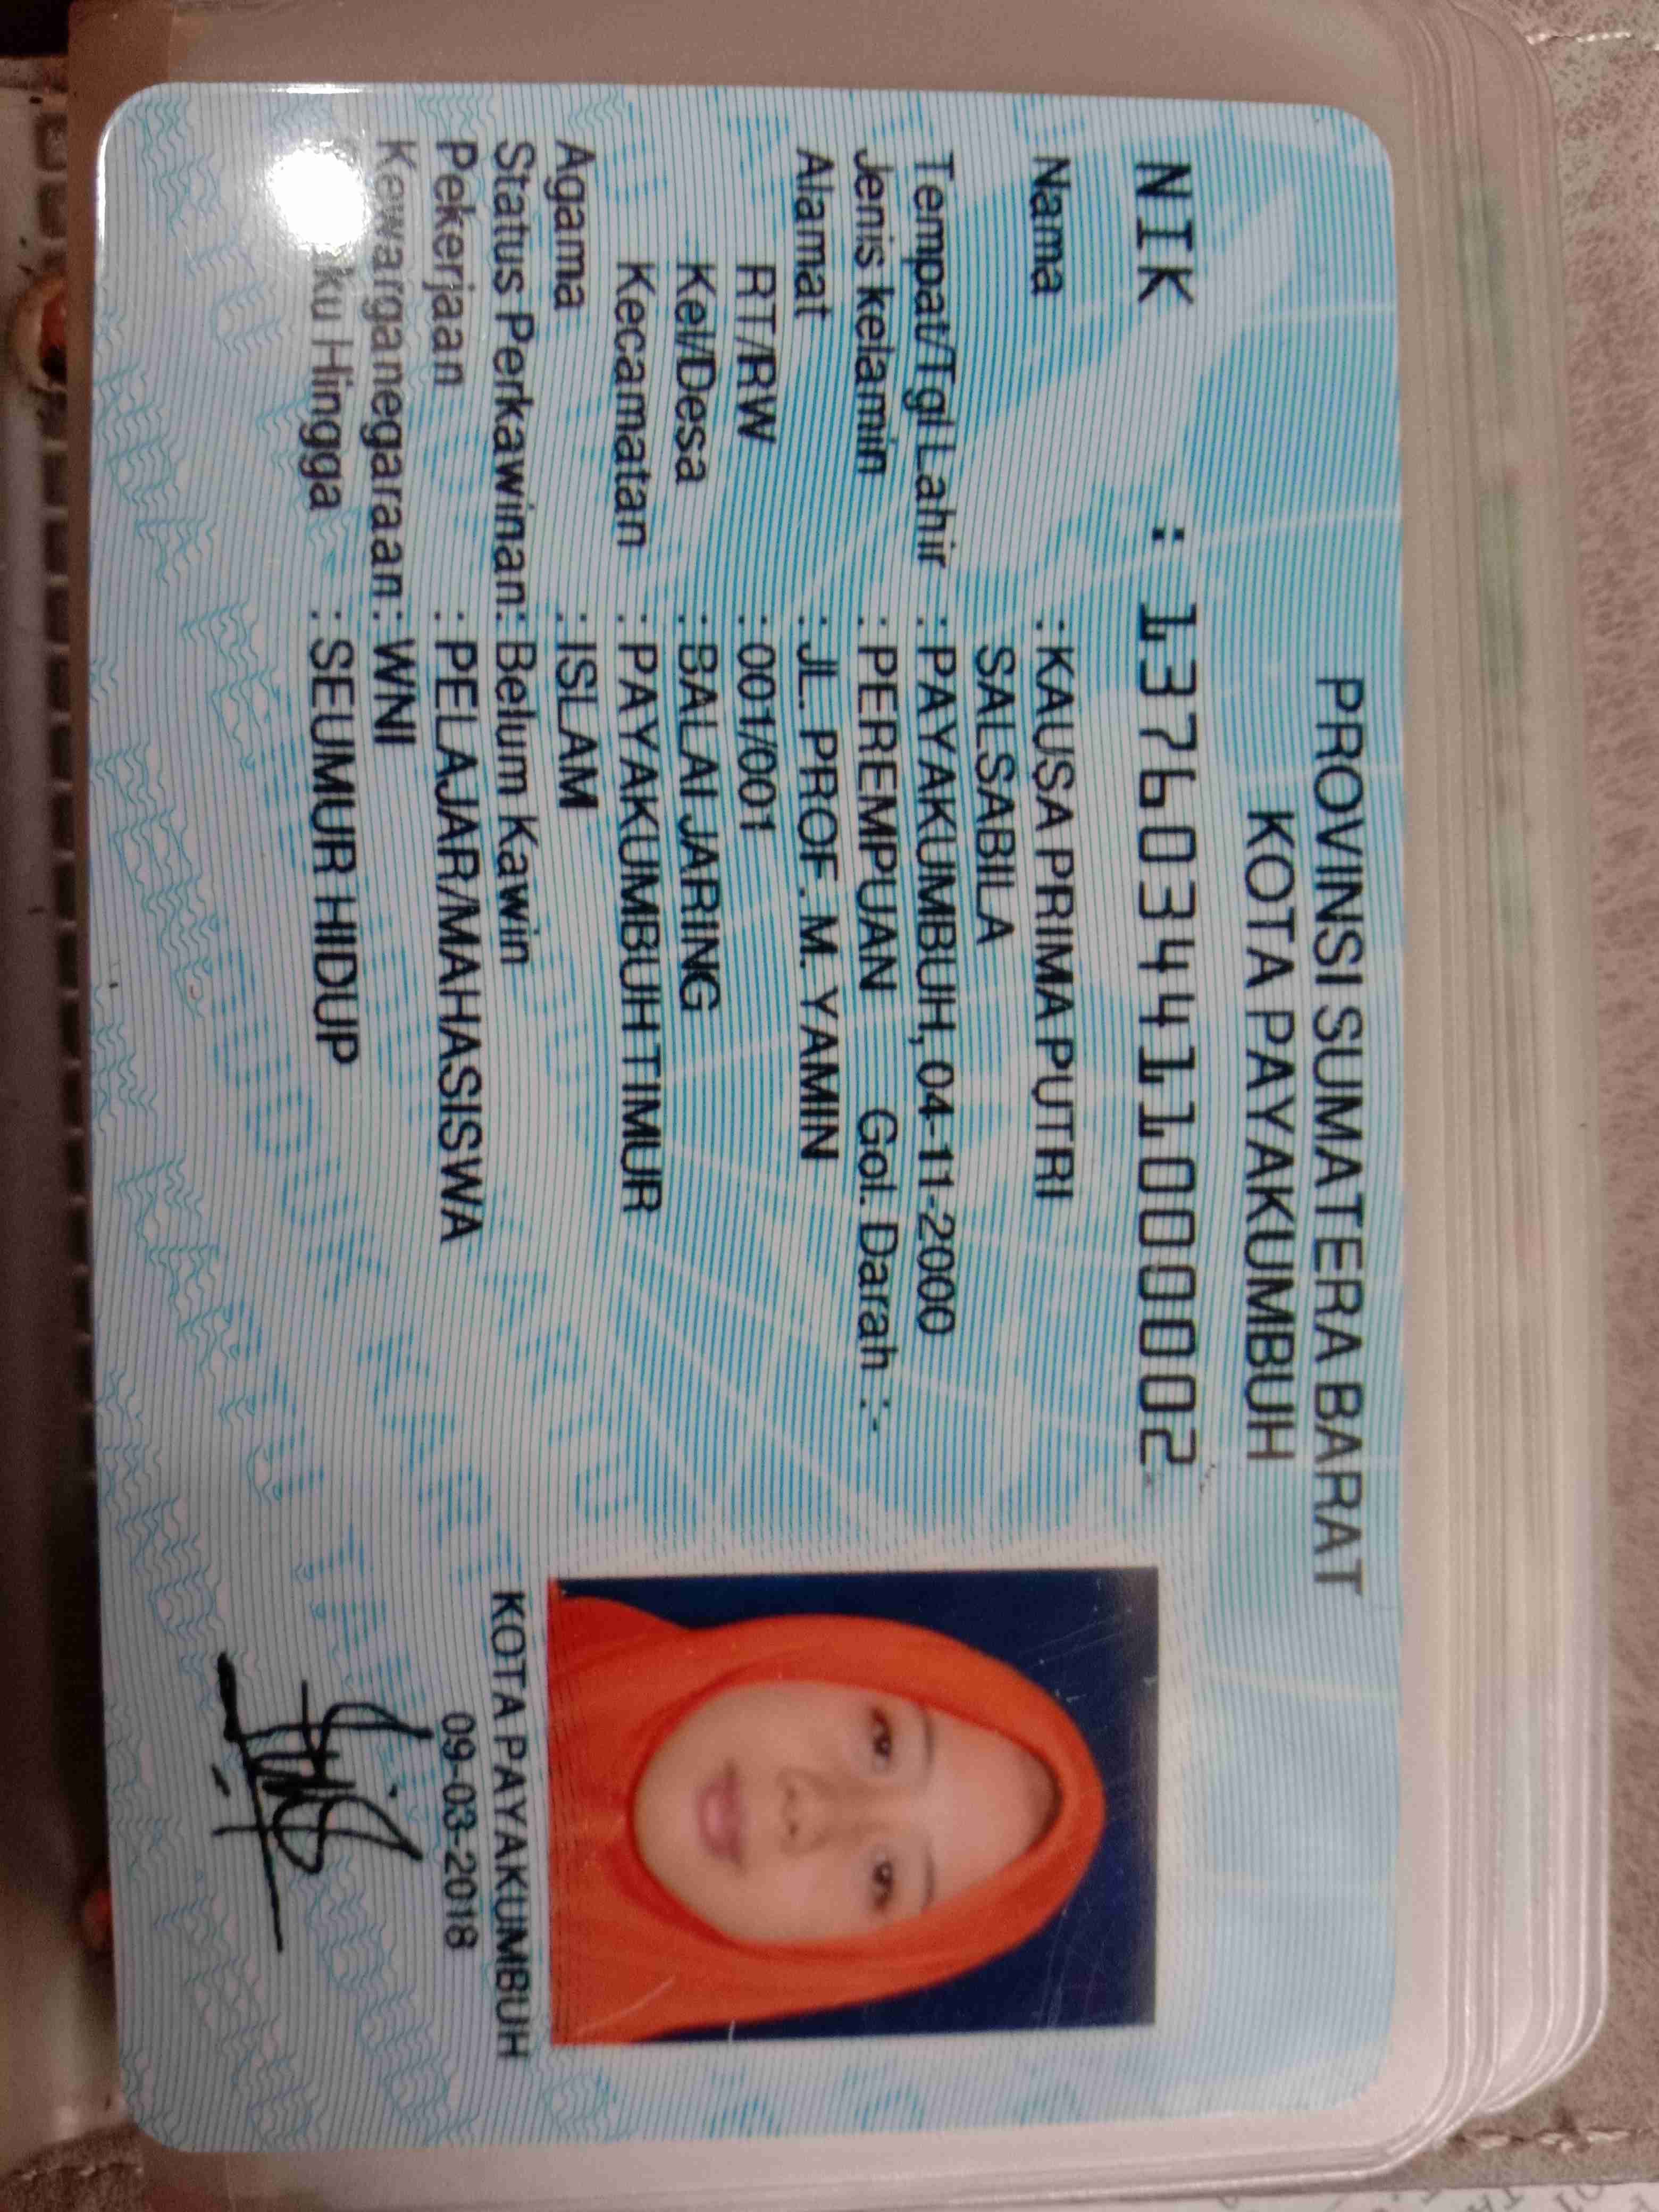 PROVINSI SUMATERA BARAT
KOTA PAYAKUMBUH
NIK : 1376034411000002
Nama : KAUSA PRIMA PUTRI
SALSABILA
Tempat/Tgl Lahir : PAYAKUMBUH, 04-11-2000
Jenis kelamin : PEREMPUAN Gol. Darah :-
Alamat : JL. PROF. M. YAMIN
RT/RW : 001/001
Kel/Desa : BALAI JARING
Kecamatan : PAYAKUMBUH TIMUR
Agama : ISLAM
Status Perkawinan: Belum Kawin
Pekerjaan : PELAJAR/MAHASISWA
Kewarganegaraan: WNI
Hingga : SEUMUR HIDUP
KOTA PAYAKUMBUH
09-03-2018